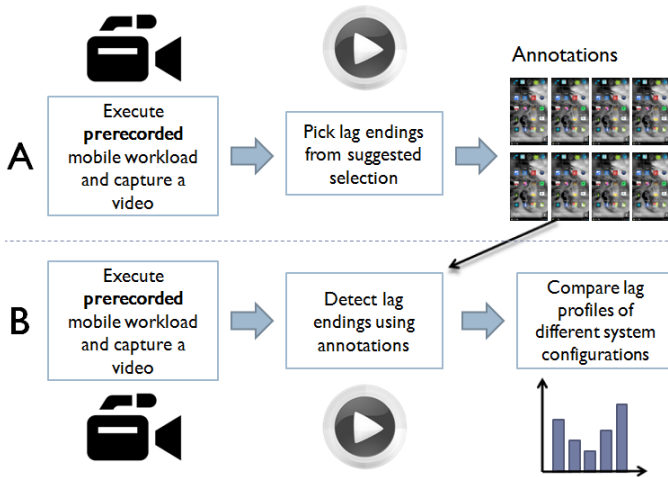 Annotations
A
Execute
prerecorded
mobile workload
and capture a
video
Pick lag endings
from suggested
selection
B
Execute
prerecorded
mobile workload
and capture a
video
Detect lag
endings using
annotations
Compare lag
profiles of
different system
configurations